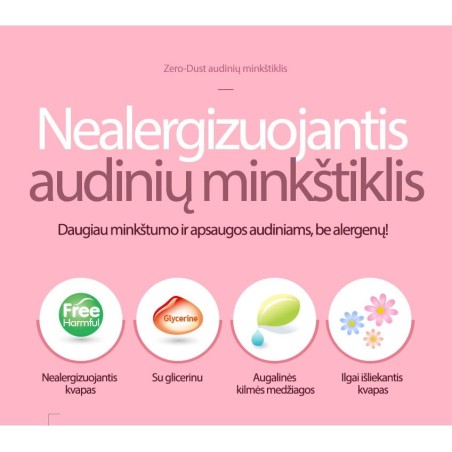 Zero-Dust audinių minkštiklis
Nealergizuojantis
audinių minkštiklis
Daugiau minkštumo ir apsaugos audiniams, be alergenų!
Free
Harmful
Glycerine
Nealergizuojantis
kvapas
Su glicerinu
Augalinės
kilmės medžiagos
Ilgai išliekantis
kvapas